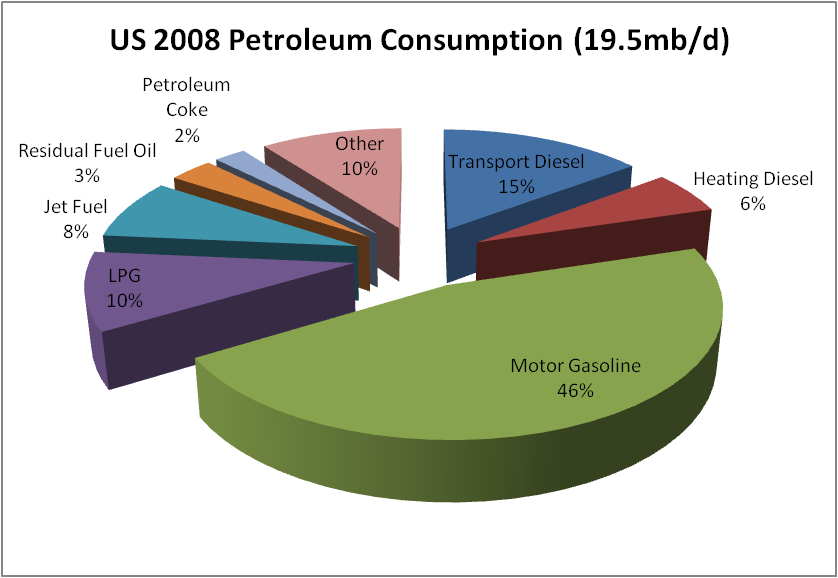 US 2008 Petroleum Consumption (19.5mb/d)
Petroleum
Coke
2%
Other
10%
Transport Diesel
15%
Heating Diesel
6%
Residual Fuel Oil
3%
Jet Fuel
8%
LPG
10%
Motor Gasoline
46%